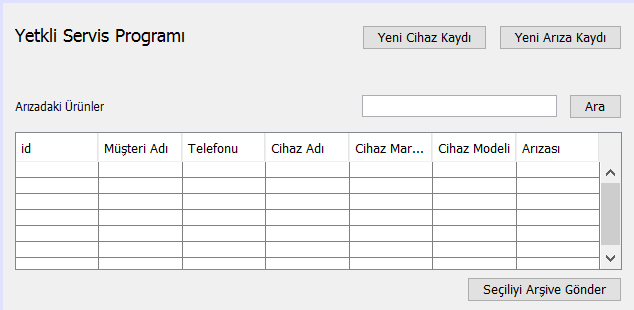 Yetkli Servis Programı
Yeni Cihaz Kaydı
Yeni Arıza Kaydı
Arızadaki Ürünler
Ara
id Müşteri Adı Telefonu Cihaz Adı Cihaz Mar... Cihaz Modeli Arızası
Seçiliyi Arşive Gönder